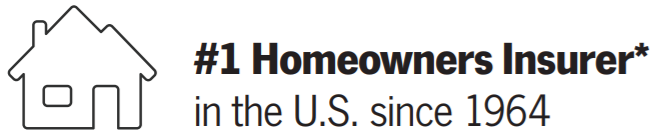 #1 Homeowners Insurer*
in the U.S. since 1964